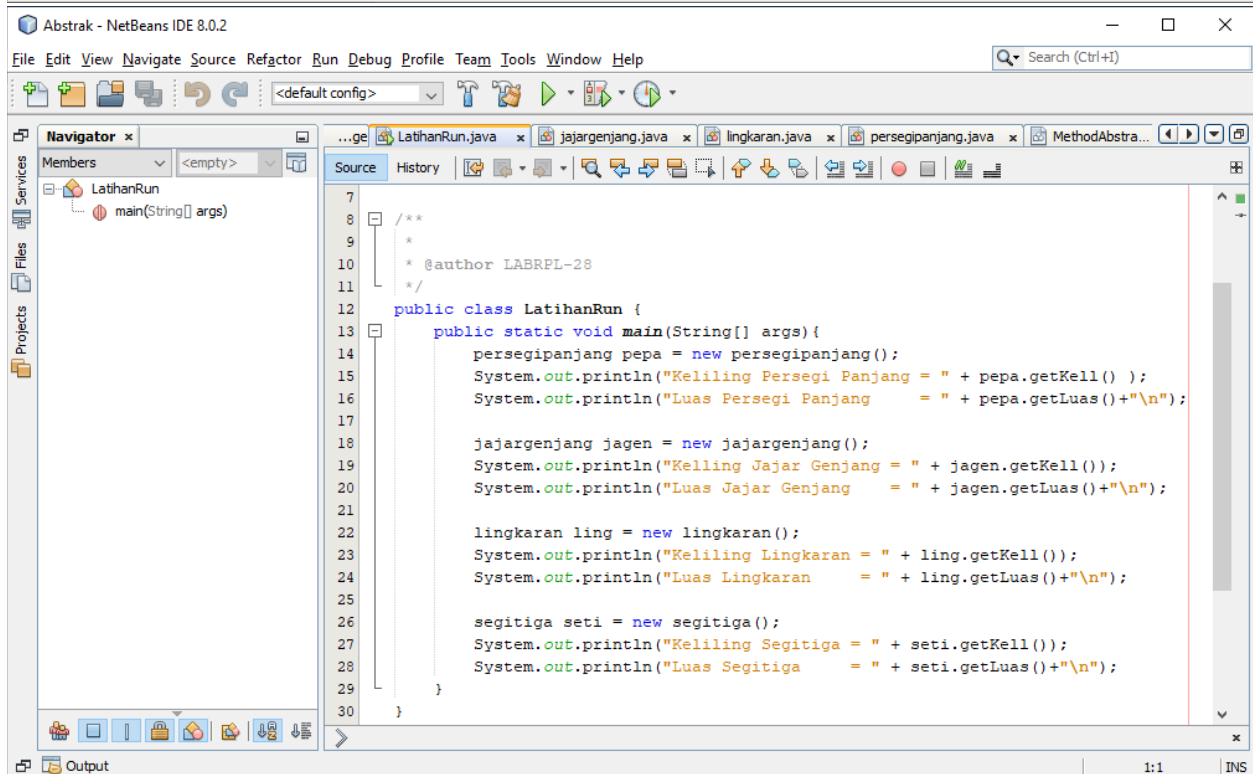 Abstrak - NetBeans IDE 8.0.2
File Edit View Navigate Source Refactor Run Debug Profile Team Tools Window Help
Search (Ctrl+I)
<default config>
Services
Files
Projects
Navigator
Members
<empty>
LatihanRun
main(String[] args)
...ge LatihanRun.java jajargenjang.java lingkaran.java persegipanjang.java MethodAbstra...
Source History
7
8 /**
9 *
10 * @author LABRPL-28
11 */
12 public class LatihanRun {
13 public static void main(String[] args){
14 persegipanjang pepa = new persegipanjang();
15 System.out.println("Keliling Persegi Panjang = " + pepa.getKell() );
16 System.out.println("Luas Persegi Panjang     = " + pepa.getLuas()+"\n");
17
18 jajargenjang jagen = new jajargenjang();
19 System.out.println("Kelling Jajar Genjang = " + jagen.getKell());
20 System.out.println("Luas Jajar Genjang    = " + jagen.getLuas()+"\n");
21
22 lingkaran ling = new lingkaran();
23 System.out.println("Keliling Lingkaran = " + ling.getKell());
24 System.out.println("Luas Lingkaran     = " + ling.getLuas()+"\n");
25
26 segitiga seti = new segitiga();
27 System.out.println("Keliling Segitiga = " + seti.getKell());
28 System.out.println("Luas Segitiga     = " + seti.getLuas()+"\n");
29 }
30 }
Output
1:1 INS